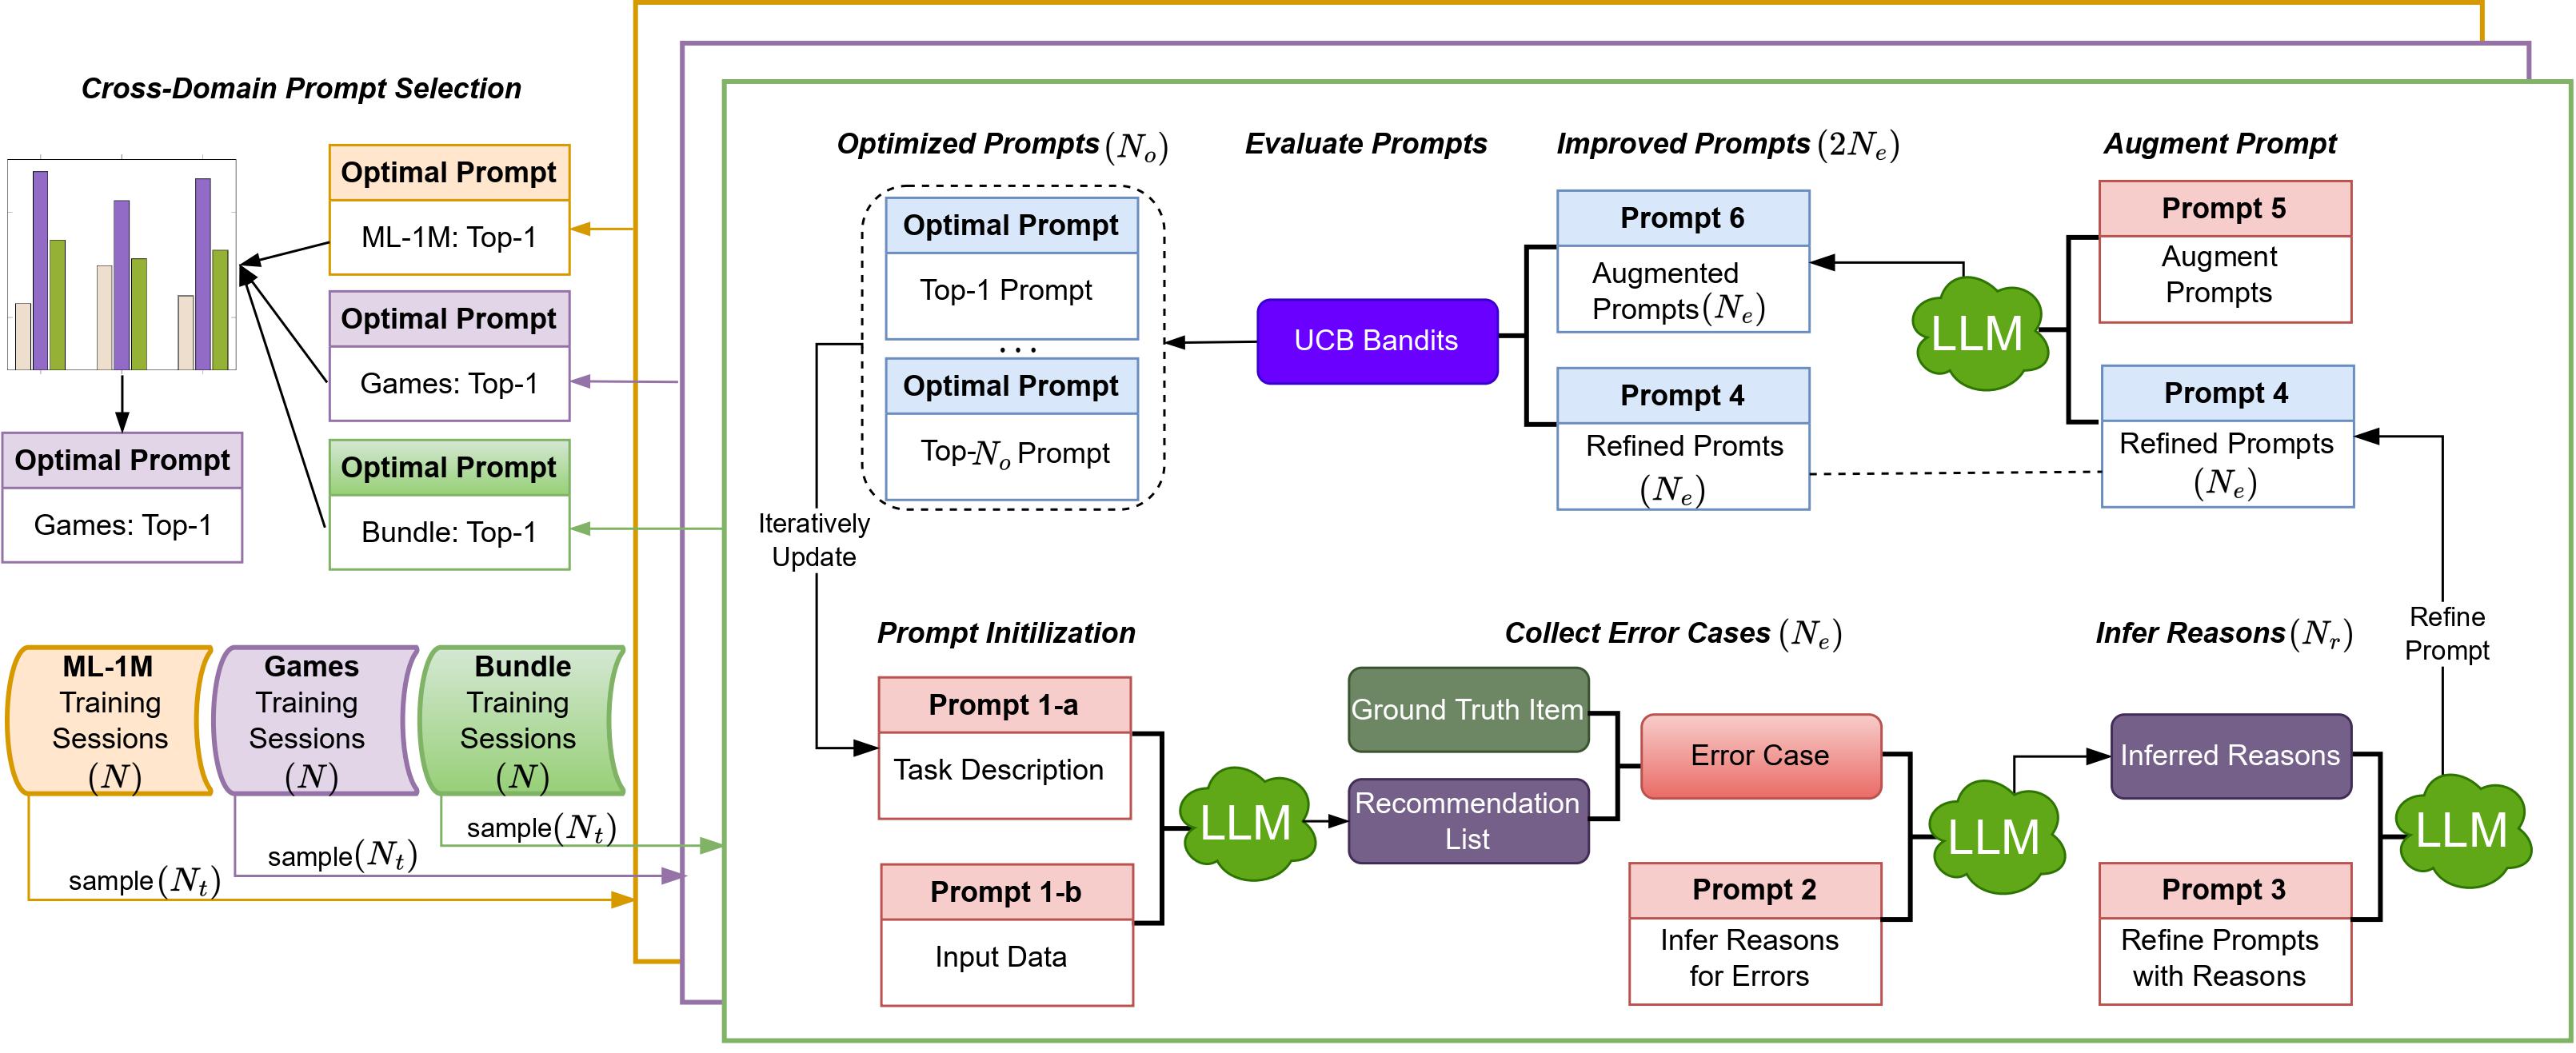 Cross-Domain Prompt Selection
Optimal Prompt
ML-1M: Top-1
Optimal Prompt
Games: Top-1
Optimal Prompt
Bundle: Top-1
Optimal Prompt
Games: Top-1
ML-1M
Training
Sessions
(N)
Games
Training
Sessions
(N)
Bundle
Training
Sessions
(N)
sample(N_t)
sample(N_t)
sample(N_t)
Optimized Prompts (N_o)
Optimal Prompt
Top-1 Prompt
...
Optimal Prompt
Top-N_o Prompt
Evaluate Prompts
UCB Bandits
Improved Prompts (2N_e)
Prompt 6
Augmented
Prompts(N_e)
Prompt 4
Refined Promts
(N_e)
Augment Prompt
LLM
Prompt 5
Augment
Prompts
Prompt 4
Refined Prompts
(N_e)
Iteratively
Update
Prompt Initilization
Prompt 1-a
Task Description
Prompt 1-b
Input Data
LLM
Collect Error Cases (N_e)
Ground Truth Item
Recommendation
List
Error Case
Prompt 2
Infer Reasons
for Errors
LLM
Infer Reasons(N_r)
Inferred Reasons
Prompt 3
Refine Prompts
with Reasons
LLM
Refine
Prompt